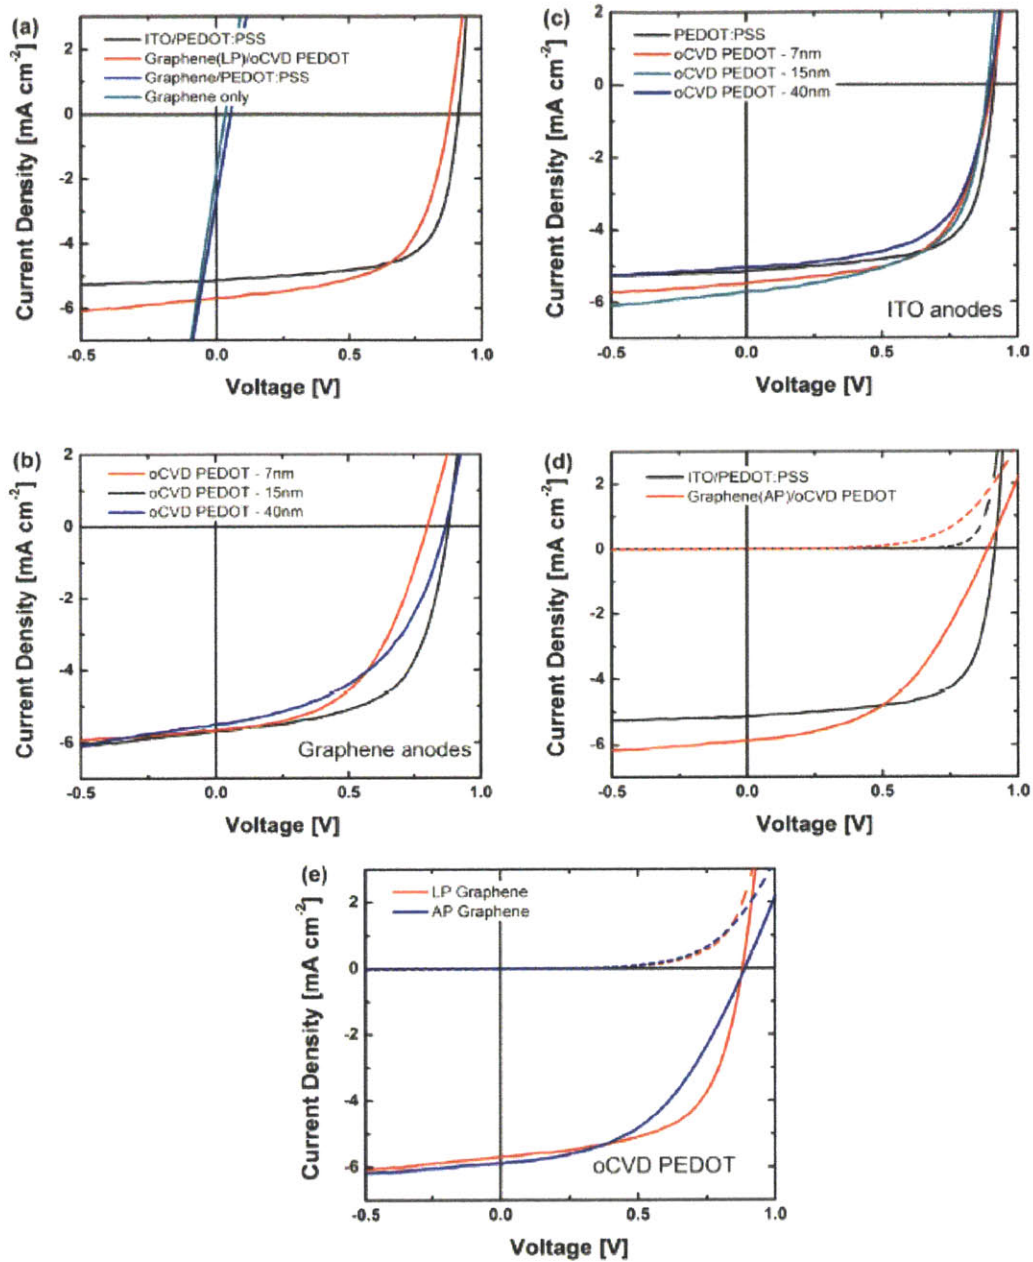 (a)
ITO/PEDOT:PSS
Graphene(LP)/oCVD PEDOT
Graphene/PEDOT:PSS
Graphene only
Current Density [mA cm-2]
2
0
-2
-4
-6
-0.5 0.0 0.5 1.0
Voltage [V]
(c)
PEDOT:PSS
oCVD PEDOT - 7nm
oCVD PEDOT - 15nm
oCVD PEDOT - 40nm
Current Density [mA cm-2]
2
0
-2
-4
-6
ITO anodes
-0.5 0.0 0.5 1.0
Voltage [V]
(b)
oCVD PEDOT - 7nm
oCVD PEDOT - 15nm
oCVD PEDOT - 40nm
Current Density [mA cm-2]
2
0
-2
-4
-6
Graphene anodes
-0.5 0.0 0.5 1.0
Voltage [V]
(d)
ITO/PEDOT:PSS
Graphene(AP)/oCVD PEDOT
Current Density [mA cm-2]
2
0
-2
-4
-6
-0.5 0.0 0.5 1.0
Voltage [V]
(e)
LP Graphene
AP Graphene
Current Density [mA cm-2]
2
0
-2
-4
-6
oCVD PEDOT
-0.5 0.0 0.5 1.0
Voltage [V]